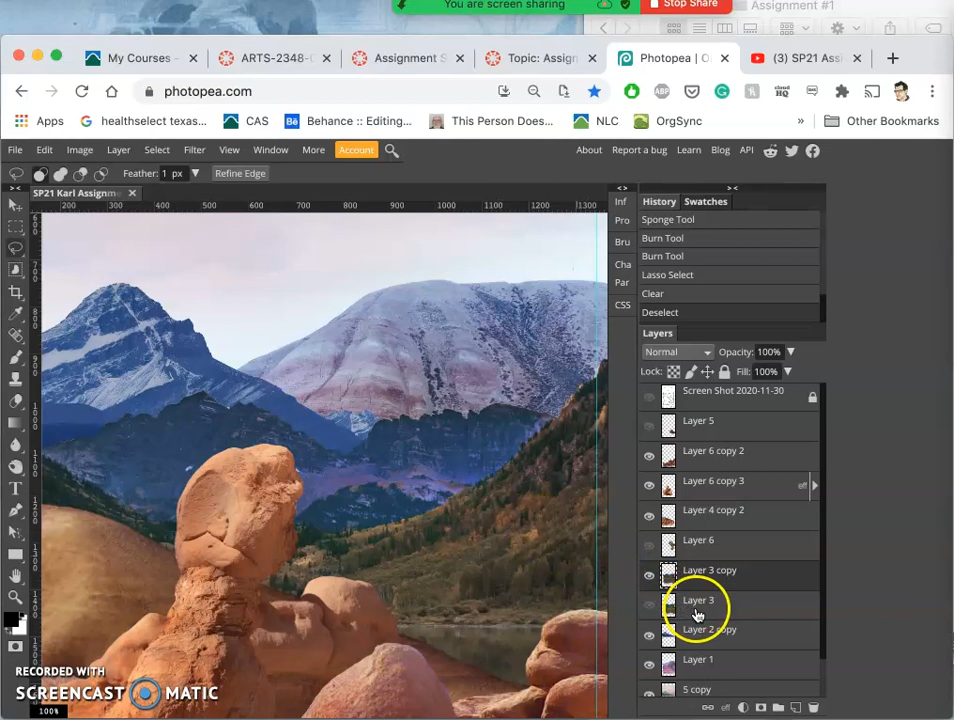 You are screen sharing
Stop Share
Assignment #1
My Courses -
ARTS-2348-
Assignment S
Topic: Assign
Photopea | O
(3) SP21 Ass
photopea.com
Apps
healthselect texas...
CAS
Behance :: Editing...
This Person Does...
NLC
OrgSync
»
Other Bookmarks
File
Edit
Image
Layer
Select
Filter
View
Window
More
Account
About
Report a bug
Learn
Blog
API
Feather:
1 px
Refine Edge
SP21 Karl Assignm
200
300
400
500
600
700
800
900
1000
1100
1200
1300
Inf
Pro
Bru
Cha
Par
CSS
History
Swatches
Sponge Tool
Burn Tool
Burn Tool
Lasso Select
Clear
Deselect
Layers
Normal
Opacity:
100%
Lock:
Fill:
100%
Screen Shot 2020-11-30
Layer 5
Layer 6 copy 2
Layer 6 copy 3
eff
Layer 4 copy 2
Layer 6
Layer 3 copy
Layer 3
Layer 2 copy
Layer 1
5 copy
eff
RECORDED WITH
SCREENCAST MATIC
100%